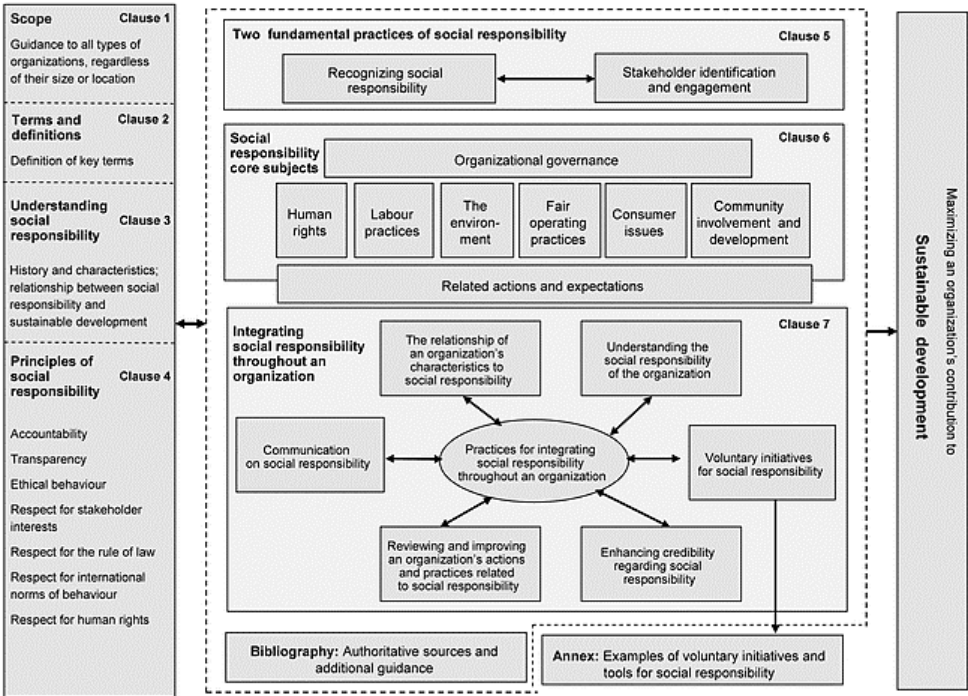 Scope
Clause 1
Guidance to all types of
organizations, regardless
of their size or location
Terms and
definitions
Clause 2
Definition of key terms
Understanding
social
responsibility
Clause 3
History and characteristics;
relationship between social
responsibility and
sustainable development
Principles of
social
responsibility
Clause 4
Accountability
Transparency
Ethical behaviour
Respect for stakeholder
interests
Respect for the rule of law
Respect for international
norms of behaviour
Respect for human rights
Two fundamental practices of social responsibility
Clause 5
Recognizing social
responsibility
Stakeholder identification
and engagement
Social
responsibility
core subjects
Clause 6
Organizational governance
Human
rights
Labour
practices
The
environ-
ment
Fair
operating
practices
Consumer
issues
Community
involvement and
development
Related actions and expectations
Integrating
social responsibility
throughout an
organization
Clause 7
The relationship of
an organization's
characteristics to
social responsibility
Understanding the
social responsibility
of the organization
Communication
on social responsibility
Practices for integrating
social responsibility
throughout an organization
Voluntary initiatives
for social responsibility
Reviewing and improving
an organization's actions
and practices related
to social responsibility
Enhancing credibility
regarding social
responsibility
Bibliography: Authoritative sources and
additional guidance
Annex: Examples of voluntary initiatives and
tools for social responsibility
Maximizing an organization's contribution to
Sustainable development